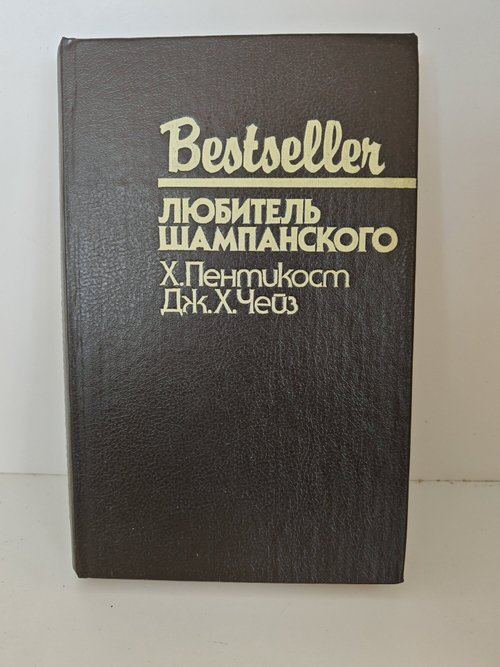 Bestseller
ЛЮБИТЕЛЬ
ШАМПАНСКОГО
Х.Пентикост
Дж.Х.Чейз